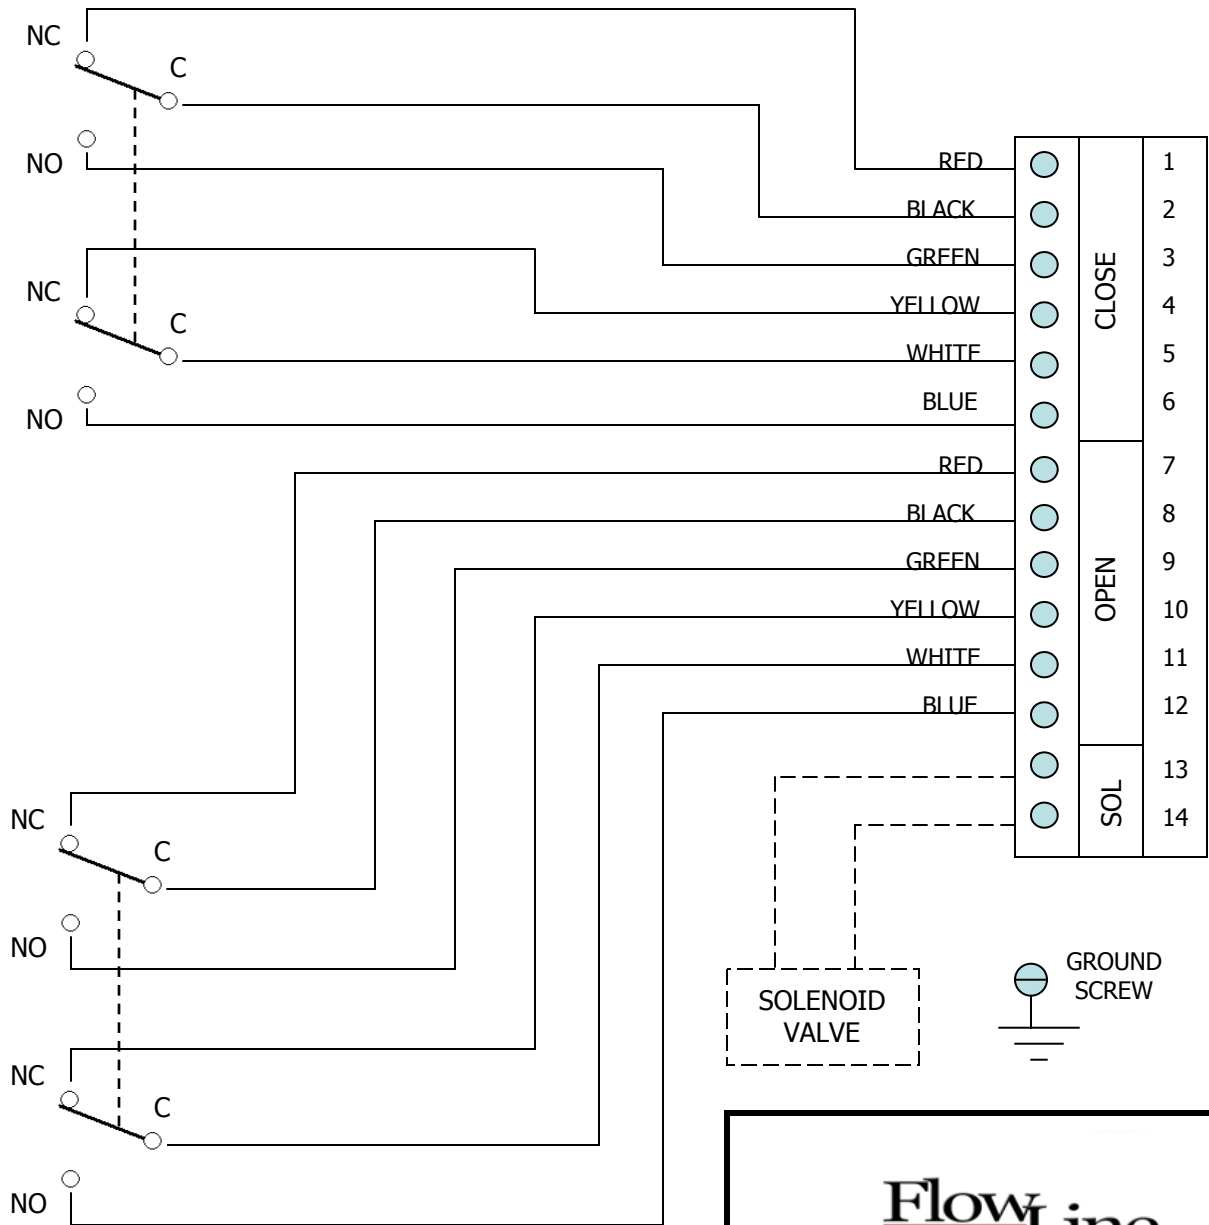 NC
C
NO
NC
C
NO
RED
BLACK
GREEN
YELLOW
WHITE
BLUE
RED
BLACK
GREEN
YELLOW
WHITE
BLUE
CLOSE
OPEN
SOL
1
2
3
4
5
6
7
8
9
10
11
12
13
14
NC
C
NO
NC
C
NO
SOLENOID
VALVE
GROUND
SCREW
FlowLine